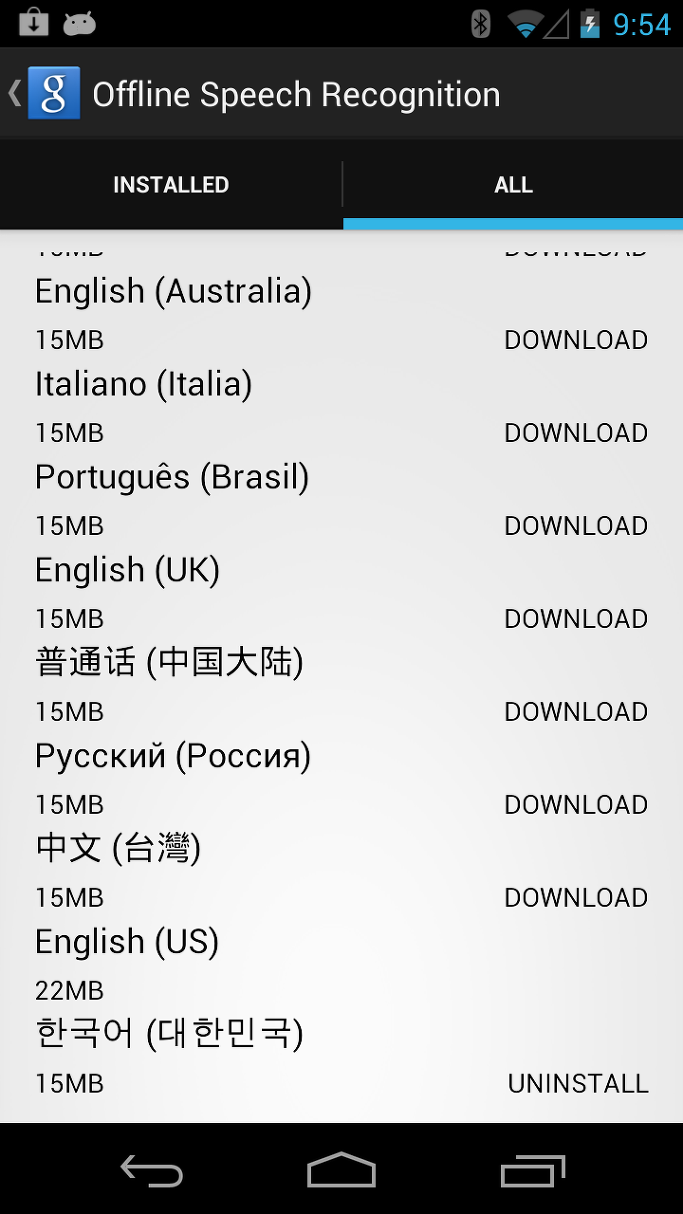 9:54
g Offline Speech Recognition
INSTALLED ALL
15MB DOWNLOAD
English (Australia)
15MB DOWNLOAD
Italiano (Italia)
15MB DOWNLOAD
Português (Brasil)
15MB DOWNLOAD
English (UK)
15MB DOWNLOAD
普通话 (中国大陆)
15MB DOWNLOAD
Русский (Россия)
15MB DOWNLOAD
中文 (台灣)
15MB DOWNLOAD
English (US)
22MB
한국어 (대한민국)
15MB UNINSTALL